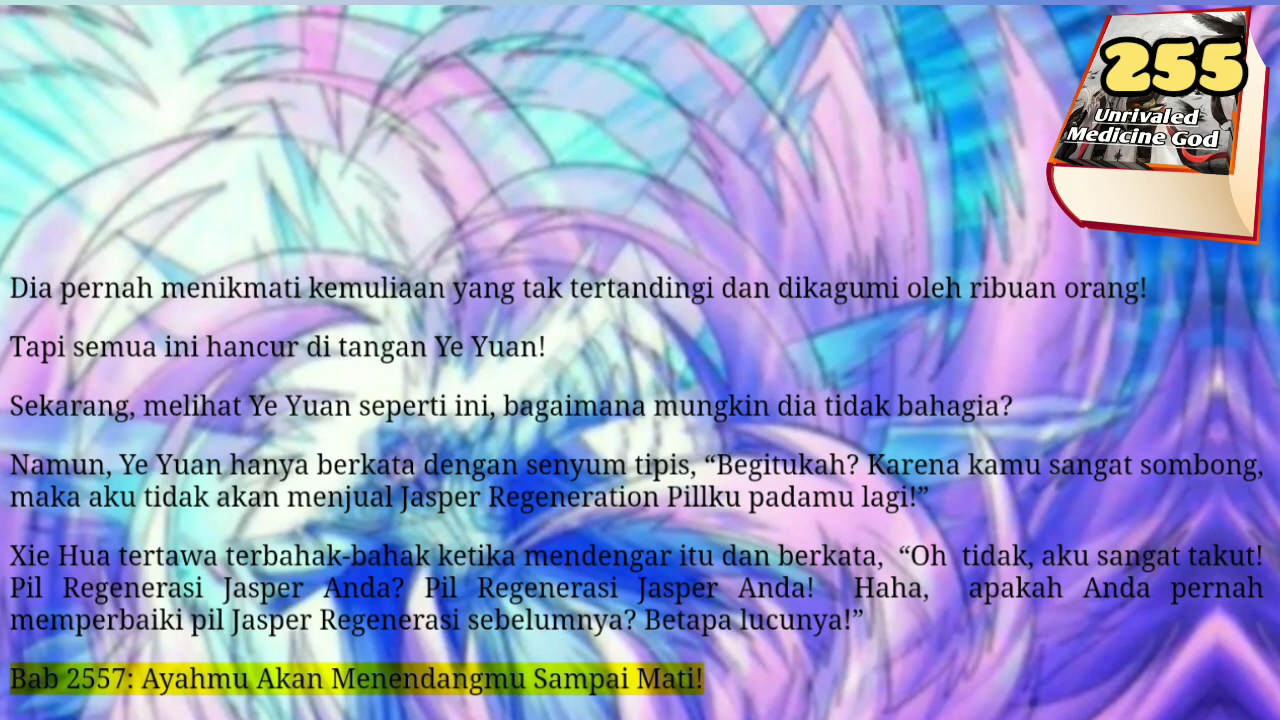 255
Unrivaled
Medicine God
Dia pernah menikmati kemuliaan yang tak tertandingi dan dikagumi oleh ribuan orang!
Tapi semua ini hancur di tangan Ye Yuan!
Sekarang, melihat Ye Yuan seperti ini, bagaimana mungkin dia tidak bahagia?
Namun, Ye Yuan hanya berkata dengan senyum tipis, “Begitukah? Karena kamu sangat sombong,
maka aku tidak akan menjual Jasper Regeneration Pillku padamu lagi!”
Xie Hua tertawa terbahak-bahak ketika mendengar itu dan berkata, “Oh tidak, aku sangat takut!
Pil Regenerasi Jasper Anda? Pil Regenerasi Jasper Anda! Haha, apakah Anda pernah
memperbaiki pil Jasper Regenerasi sebelumnya? Betapa lucunya!”
Bab 2557: Ayahmu Akan Menendangmu Sampai Mati!